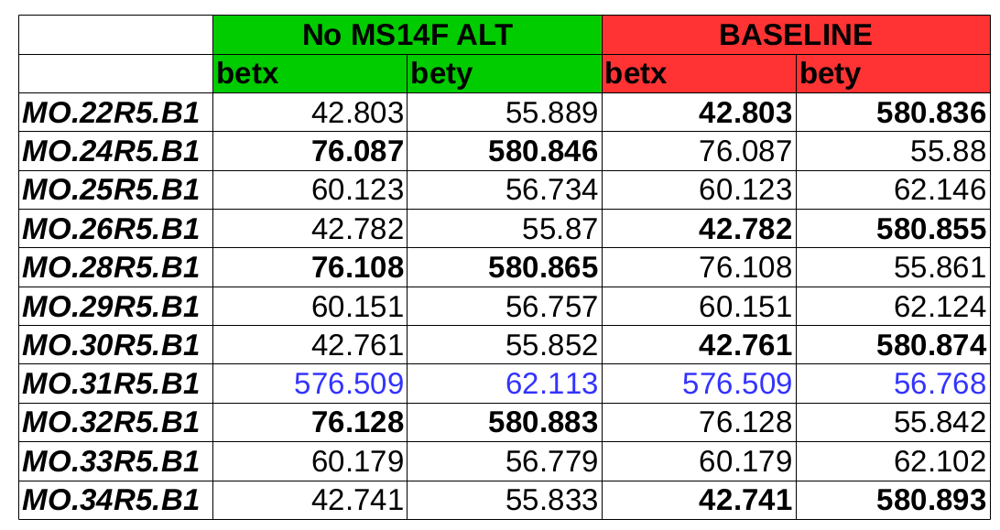 No MS14F ALT BASELINE
betx bety betx bety
MO.22R5.B1 42.803 55.889 42.803 580.836
MO.24R5.B1 76.087 580.846 76.087 55.88
MO.25R5.B1 60.123 56.734 60.123 62.146
MO.26R5.B1 42.782 55.87 42.782 580.855
MO.28R5.B1 76.108 580.865 76.108 55.861
MO.29R5.B1 60.151 56.757 60.151 62.124
MO.30R5.B1 42.761 55.852 42.761 580.874
MO.31R5.B1 576.509 62.113 576.509 56.768
MO.32R5.B1 76.128 580.883 76.128 55.842
MO.33R5.B1 60.179 56.779 60.179 62.102
MO.34R5.B1 42.741 55.833 42.741 580.893